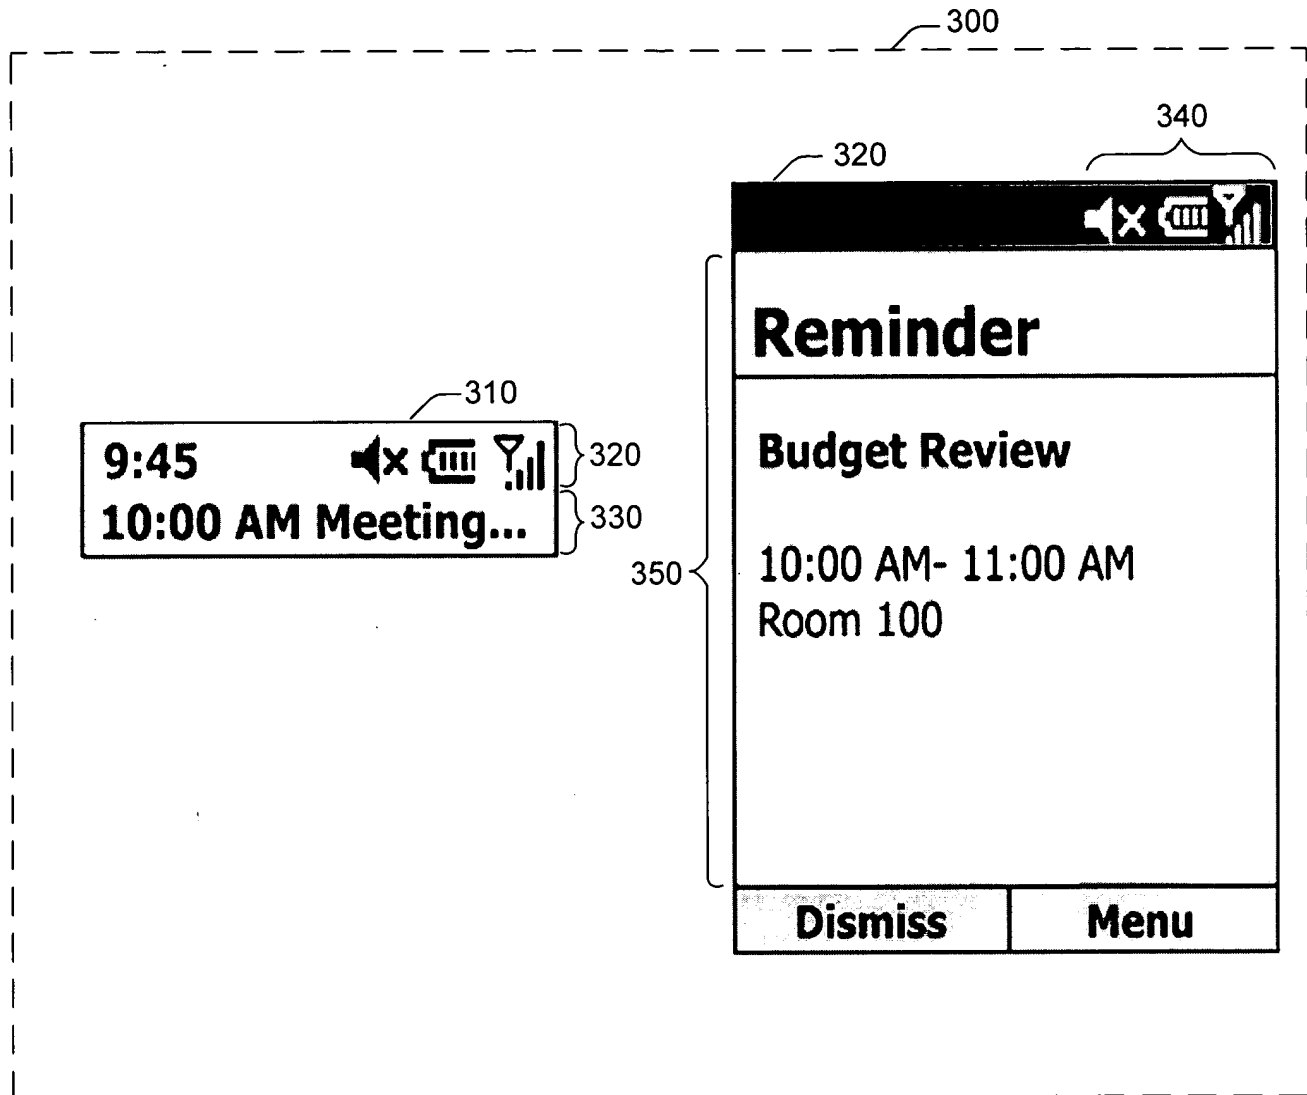 300
340
320
Reminder
310
9:45
320
10:00 AM Meeting...
330
Budget Review
350
10:00 AM- 11:00 AM
Room 100
Dismiss
Menu